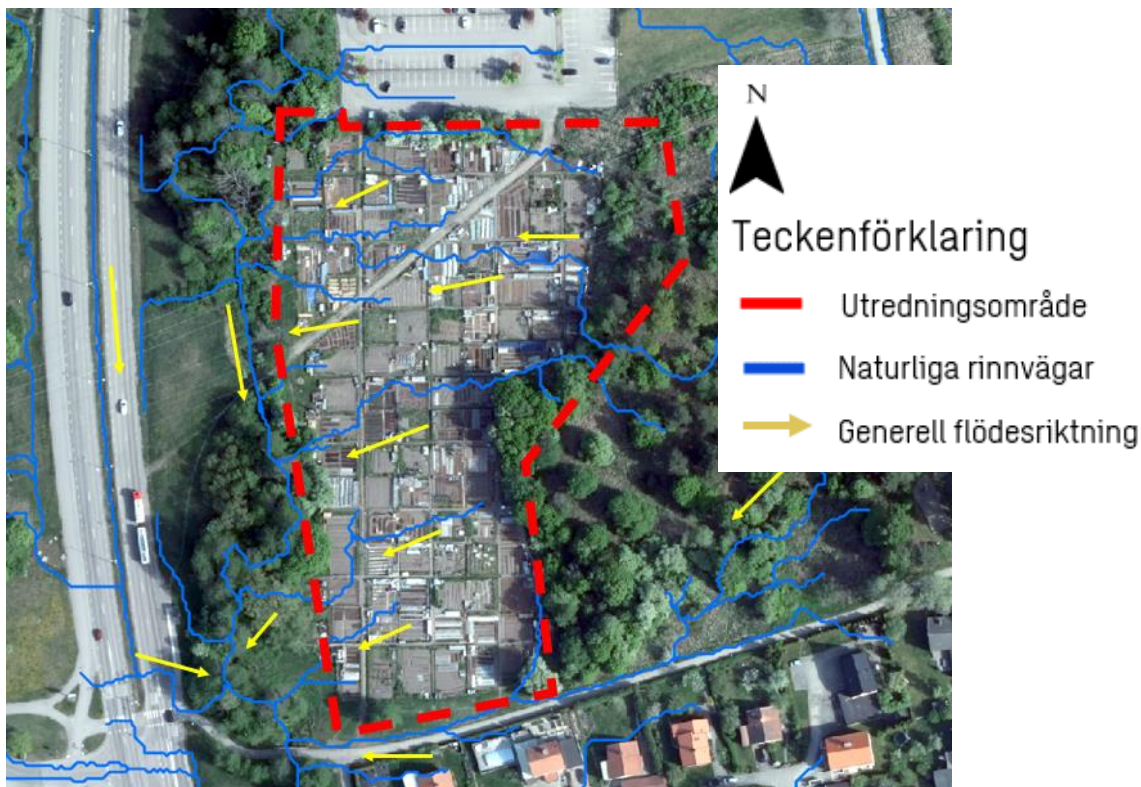 N
Teckenförklaring
Utredningsområde
Naturliga rinnvägar
Generell flödesriktning